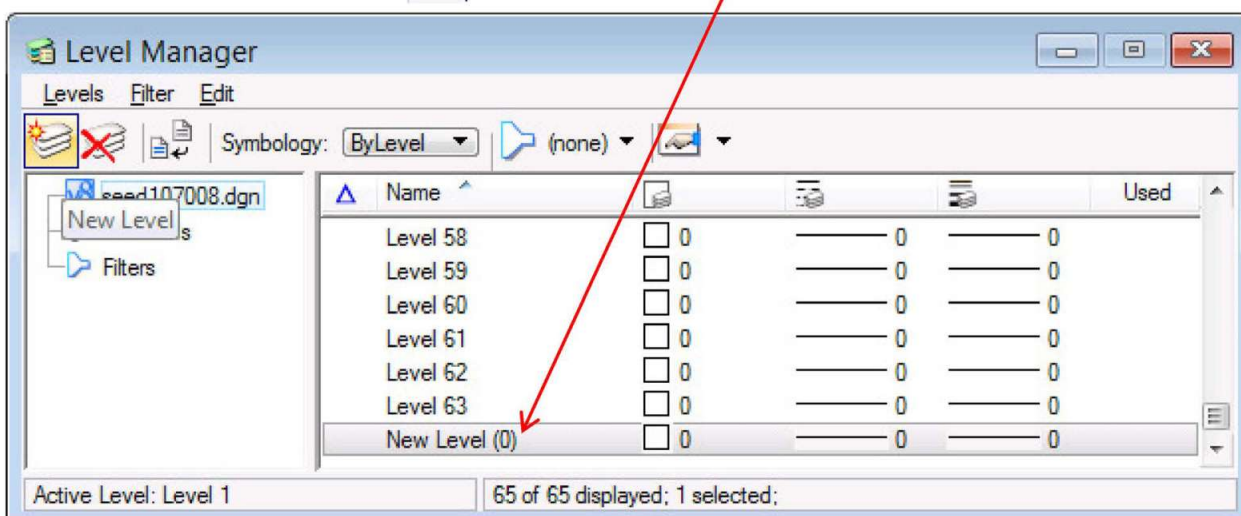 Level Manager
Levels Filter Edit
Symbology: ByLevel (none)
seed107008.dgn
New Level
s
Filters
Name Used
Level 58 0 0 0
Level 59 0 0 0
Level 60 0 0 0
Level 61 0 0 0
Level 62 0 0 0
Level 63 0 0 0
New Level (0) 0 0 0
Active Level: Level 1
65 of 65 displayed; 1 selected;